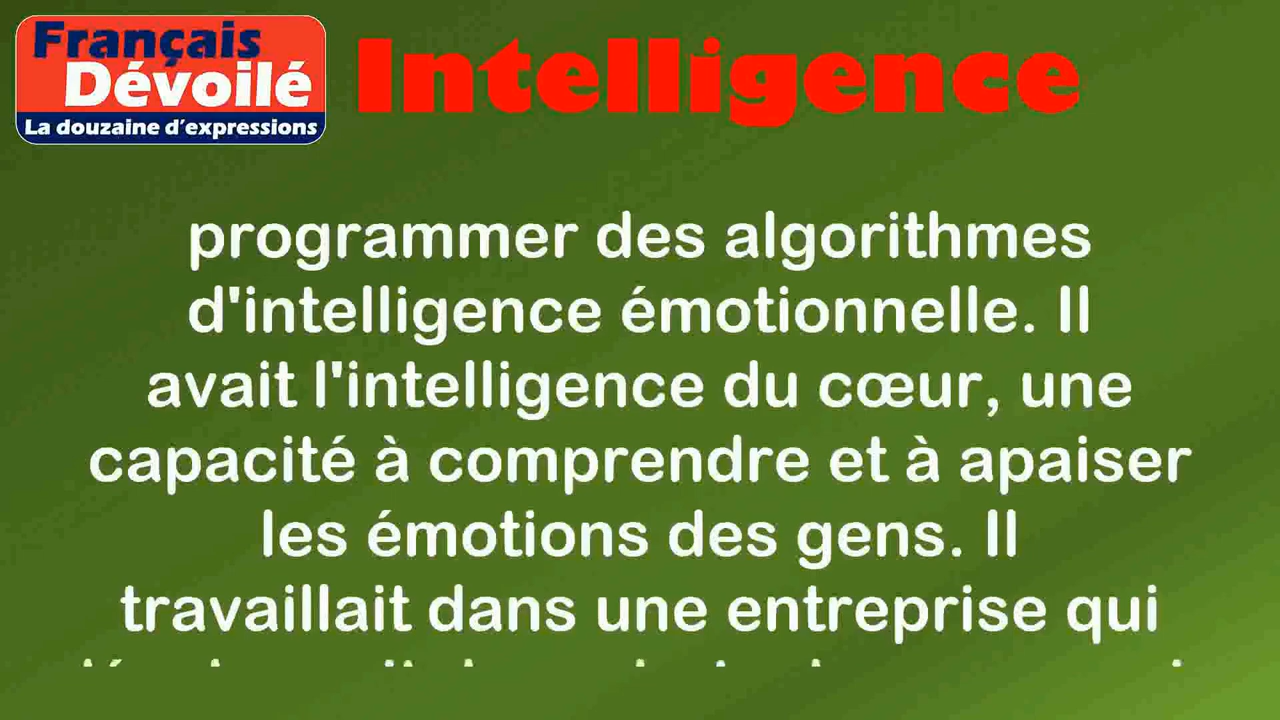 Français
Dévoilé
La douzaine d'expressions
Intelligence
programmer des algorithmes
d'intelligence émotionnelle. Il
avait l'intelligence du cœur, une
capacité à comprendre et à apaiser
les émotions des gens. Il
travaillait dans une entreprise qui